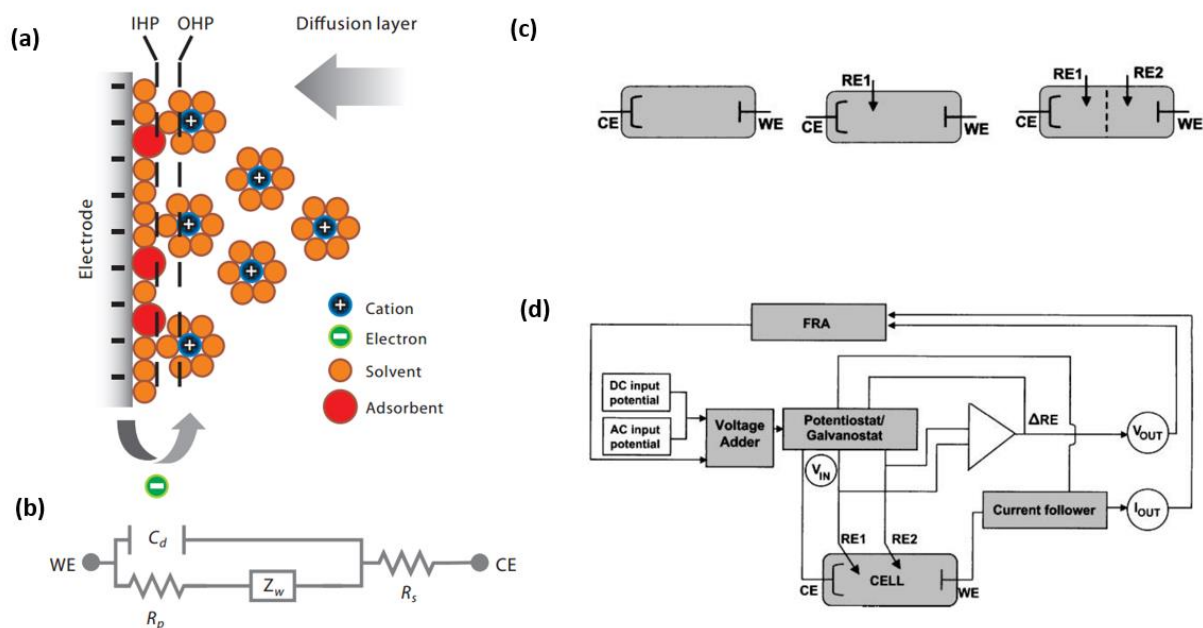 (a)
IHP
OHP
Diffusion layer
Electrode
+
+
+
+
+
+
+ Cation
− Electron
Solvent
Adsorbent
−
(b)
WE
C_d
R_p
Z_w
R_s
CE
(c)
CE
WE
RE1
CE
WE
RE1
RE2
CE
WE
(d)
FRA
DC input
potential
AC input
potential
Voltage
Adder
Potentiostat/
Galvanostat
V_IN
ΔRE
V_OUT
Current follower
I_OUT
RE1
RE2
CE
CELL
WE